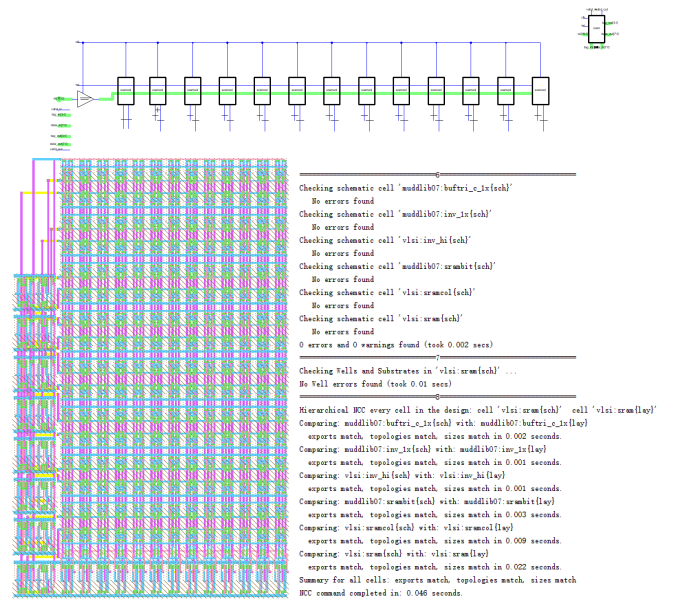 6
Checking schematic cell 'muddlib07:buftri_c_1x{sch}'
No errors found
Checking schematic cell 'muddlib07:inv_1x{sch}'
No errors found
Checking schematic cell 'vlsi:inv_hi{sch}'
No errors found
Checking schematic cell 'muddlib07:srambit{sch}'
No errors found
Checking schematic cell 'vlsi:sramcol{sch}'
No errors found
Checking schematic cell 'vlsi:sram{sch}'
No errors found
0 errors and 0 warnings found (took 0.002 secs)
7
Checking Wells and Substrates in 'vlsi:sram{sch}' ...
No Well errors found (took 0.01 secs)
8
Hierarchical NCC every cell in the design: cell 'vlsi:sram{sch}' cell 'vlsi:sram{lay}'
Comparing: muddlib07:buftri_c_1x{sch} with: muddlib07:buftri_c_1x{lay}
exports match, topologies match, sizes match in 0.002 seconds.
Comparing: muddlib07:inv_1x{sch} with: muddlib07:inv_1x{lay}
exports match, topologies match, sizes match in 0.001 seconds.
Comparing: vlsi:inv_hi{sch} with: vlsi:inv_hi{lay}
exports match, topologies match, sizes match in 0.001 seconds.
Comparing: muddlib07:srambit{sch} with: muddlib07:srambit{lay}
exports match, topologies match, sizes match in 0.003 seconds.
Comparing: vlsi:sramcol{sch} with: vlsi:sramcol{lay}
exports match, topologies match, sizes match in 0.009 seconds.
Comparing: vlsi:sram{sch} with: vlsi:sram{lay}
exports match, topologies match, sizes match in 0.022 seconds.
Summary for all cells: exports match, topologies match, sizes match
NCC command completed in: 0.046 seconds.